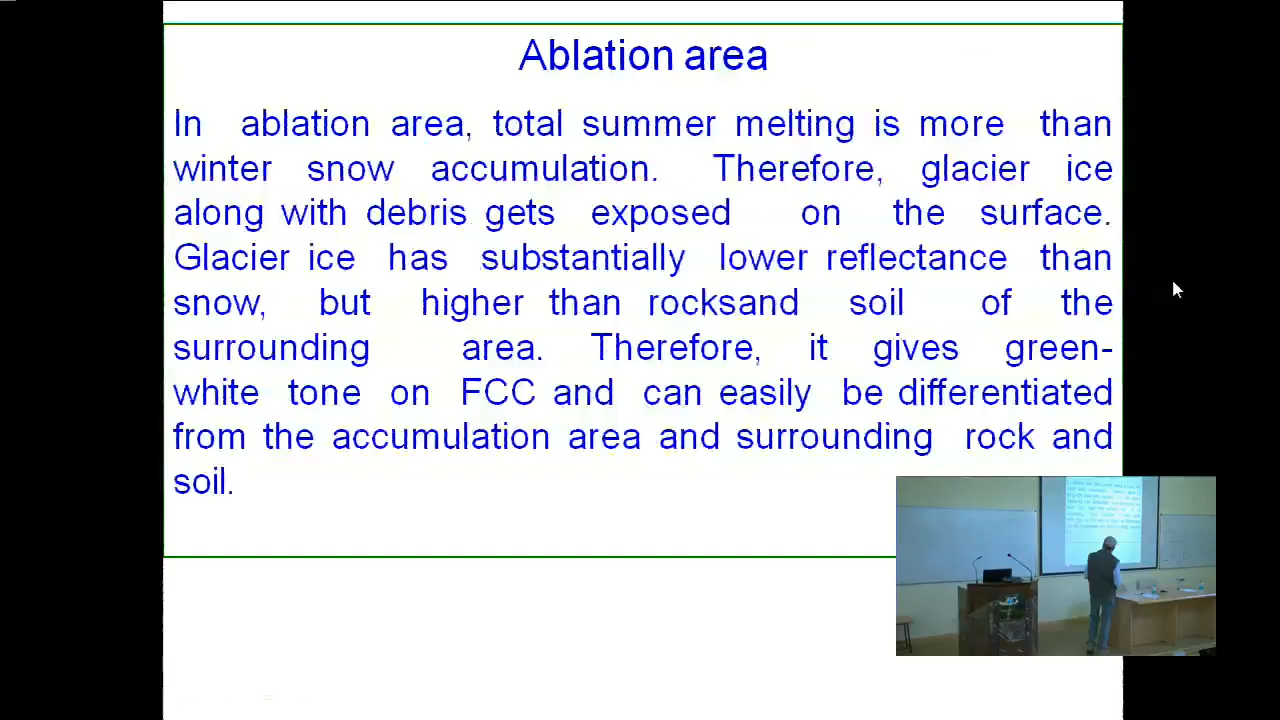 Ablation area
In ablation area, total summer melting is more than
winter snow accumulation. Therefore, glacier ice
along with debris gets exposed on the surface.
Glacier ice has substantially lower reflectance than
snow, but higher than rocksand soil of the
surrounding area. Therefore, it gives green-
white tone on FCC and can easily be differentiated
from the accumulation area and surrounding rock and
soil.